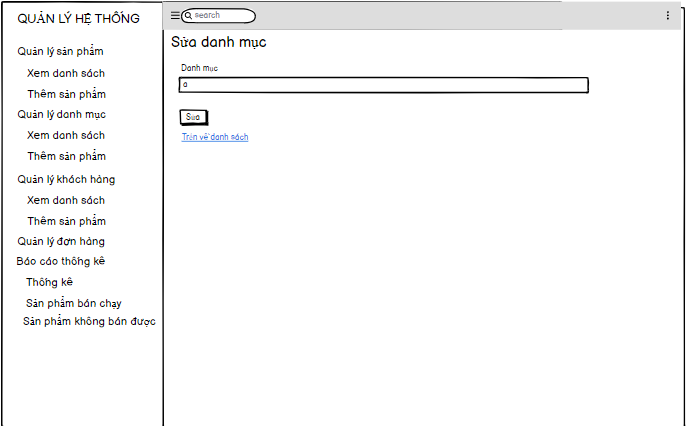 QUẢN LÝ HỆ THỐNG
search
Quản lý sản phẩm
Xem danh sách
Thêm sản phẩm
Quản lý danh mục
Xem danh sách
Thêm sản phẩm
Quản lý khách hàng
Xem danh sách
Thêm sản phẩm
Quản lý đơn hàng
Báo cáo thống kê
Thống kê
Sản phẩm bán chạy
Sản phẩm không bán được
Sửa danh mục
Danh mục
a
Sửa
Trản về danh sách